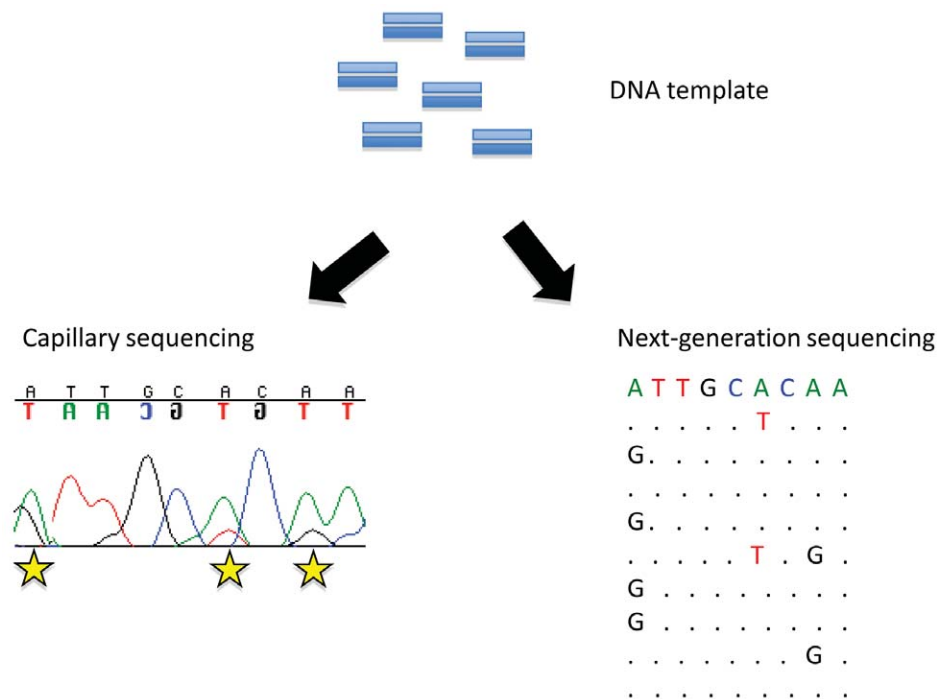 DNA template
Capillary sequencing
A T T G C A C A A
T A A C G T G T T
Next-generation sequencing
A T T G C A C A A
. . . . . T . . .
G. . . . . . . .
. . . . . . . . .
G. . . . . . . .
. . . . . T . G .
G . . . . . . . .
G . . . . . . . .
. . . . . . . G .
. . . . . . . . .